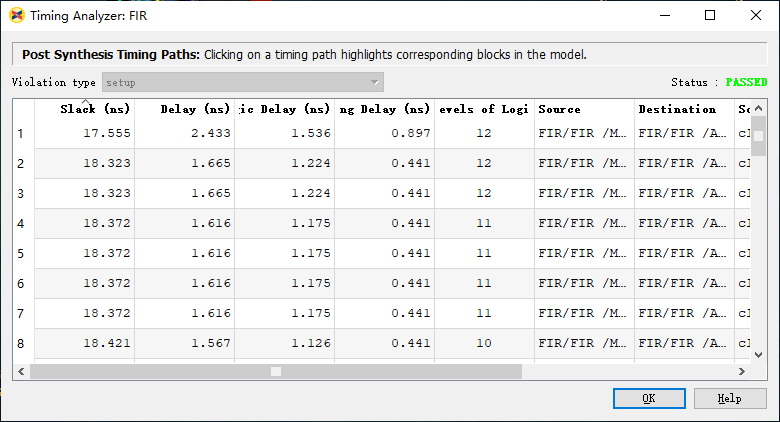 Timing Analyzer: FIR
Post Synthesis Timing Paths: Clicking on a timing path highlights corresponding blocks in the model.
Violation type setup Status : PASSED
Slack (ns) Delay (ns) ic Delay (ns) ng Delay (ns) evels of Logi Source Destination
1 17.555 2.433 1.536 0.897 12 FIR/FIR /M... FIR/FIR /A... cl
2 18.323 1.665 1.224 0.441 12 FIR/FIR /M... FIR/FIR /A... cl
3 18.323 1.665 1.224 0.441 12 FIR/FIR /M... FIR/FIR /A... cl
4 18.372 1.616 1.175 0.441 11 FIR/FIR /M... FIR/FIR /A... cl
5 18.372 1.616 1.175 0.441 11 FIR/FIR /M... FIR/FIR /A... cl
6 18.372 1.616 1.175 0.441 11 FIR/FIR /M... FIR/FIR /A... cl
7 18.372 1.616 1.175 0.441 11 FIR/FIR /M... FIR/FIR /A... cl
8 18.421 1.567 1.126 0.441 10 FIR/FIR /M... FIR/FIR /A... cl
OK Help